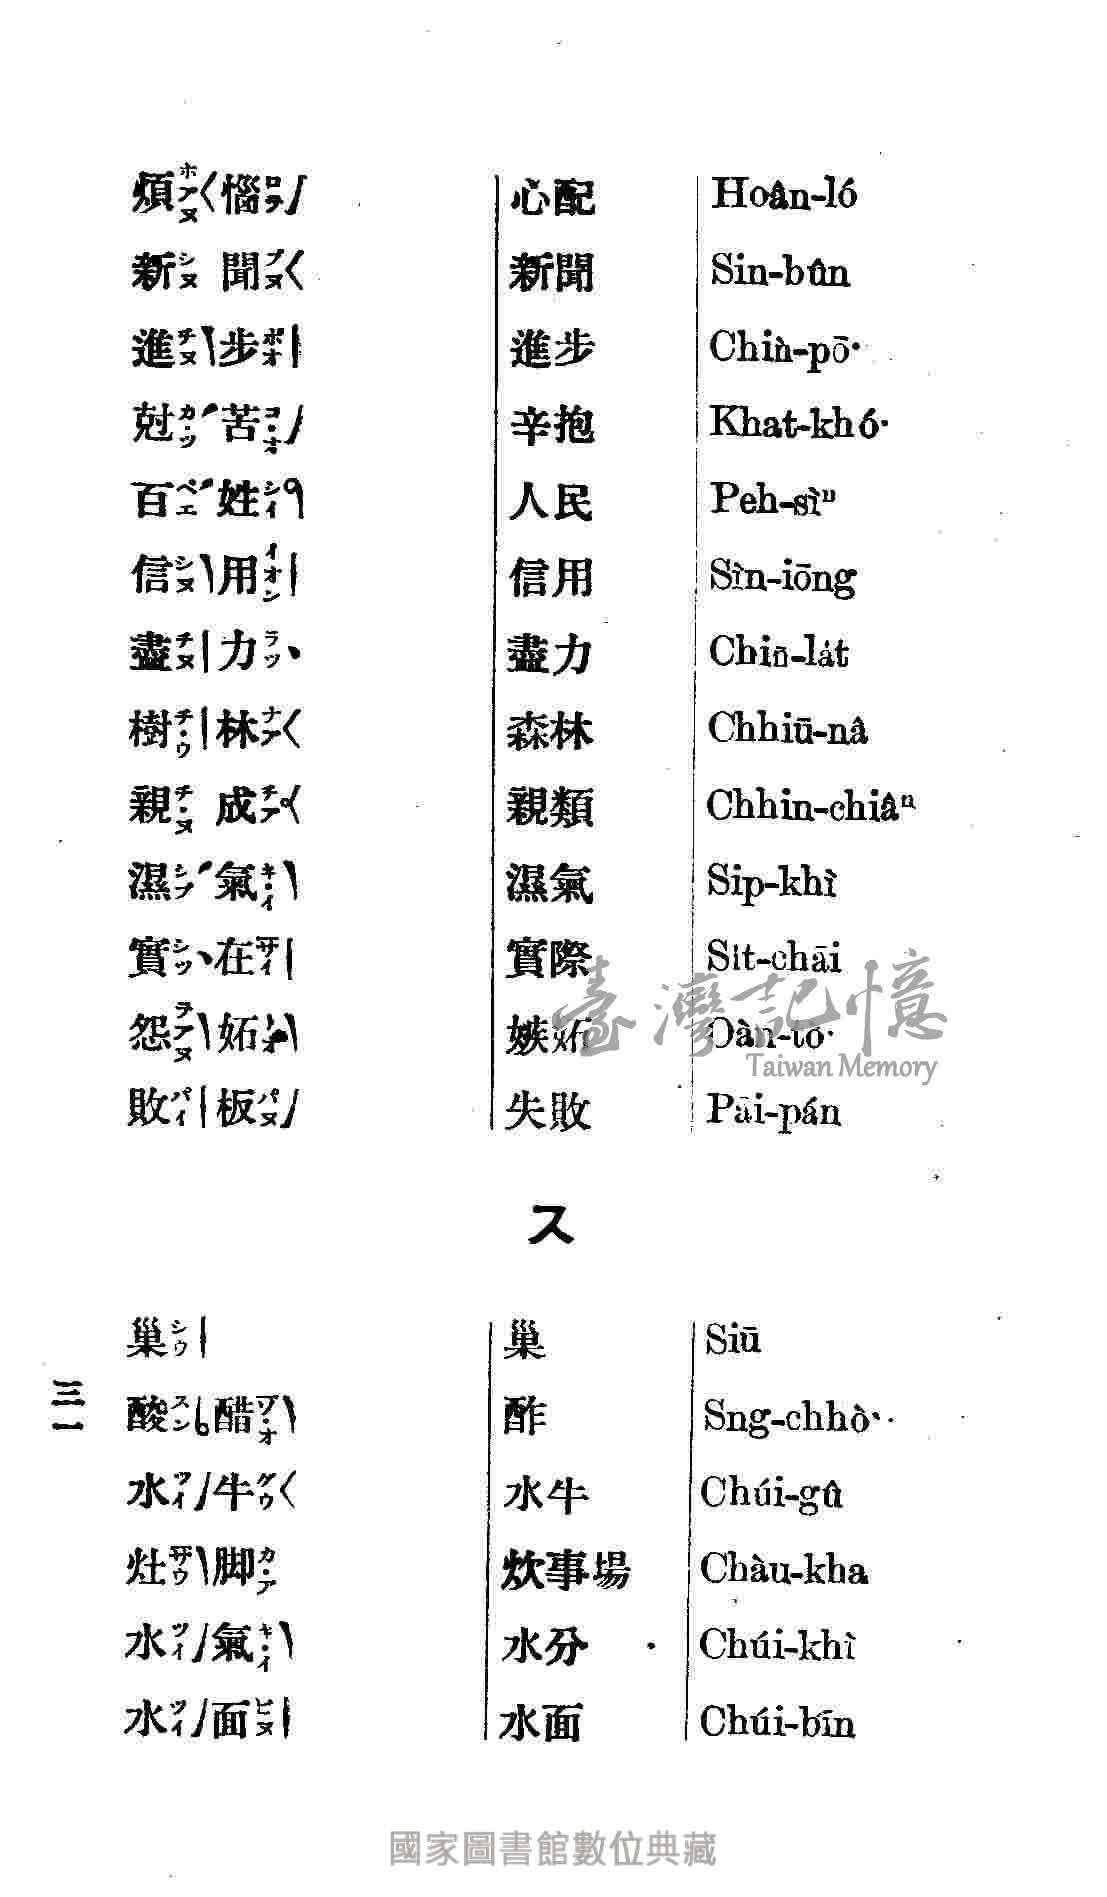 煩ホアヌ〈惱ロヲ丿 心配 Hoân-ló
新シヌ 聞ブヌ〈 新聞 Sin-bûn
進チヌ\步ポオ| 進步 Chìn-pō͘
尅カツ苦コオ丿 辛抱 Khat-khó͘
百ペエ姓シイ 人民 Peh-sìⁿ
信シヌ\用イオン| 信用 Sìn-iōng
盡チヌ|力ラツ 盡力 Chīn-la̍t
樹チウ|林ナア〈 森林 Chhiū-nâ
親チヌ 成チア〈 親類 Chhin-chiâⁿ
濕シプ氣キイ\ 濕氣 Sip-khì
實シツ在サイ| 實際 Si̍t-chāi
怨ヲアヌ\妬 嫉妬 Oàn-tò͘
敗パイ|板パヌ丿 失敗 Pāi-pán
ス
巢シウ| 巢 Siū
酸スン醋ツオ\ 酢 Sng-chhò͘
水ツイ丿牛グウ〈 水牛 Chúi-gû
灶サウ\脚カア 炊事場 Chàu-kha
水ツイ丿氣キイ\ 水分 Chúi-khì
水ツイ丿面ビヌ| 水面 Chúi-bīn
三一
臺灣記憶
Taiwan Memory
國家圖書館數位典藏